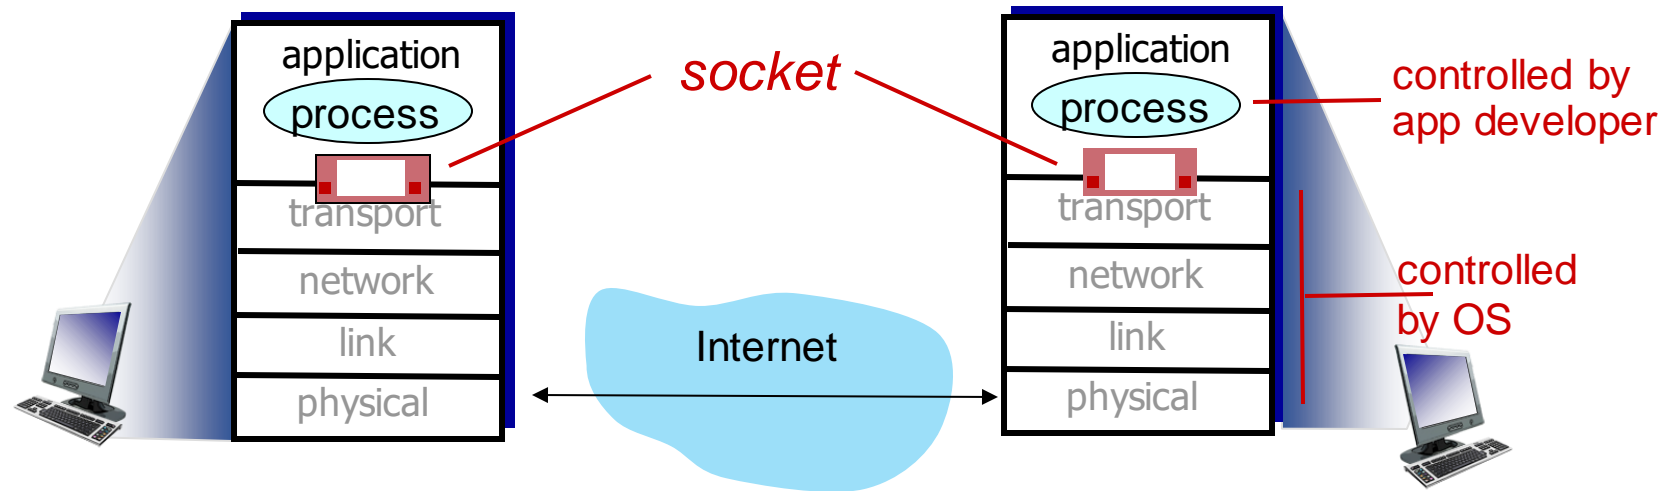 application
process
transport
network
link
physical
socket
Internet
application
process
transport
network
link
physical
controlled by
app developer
controlled
by OS